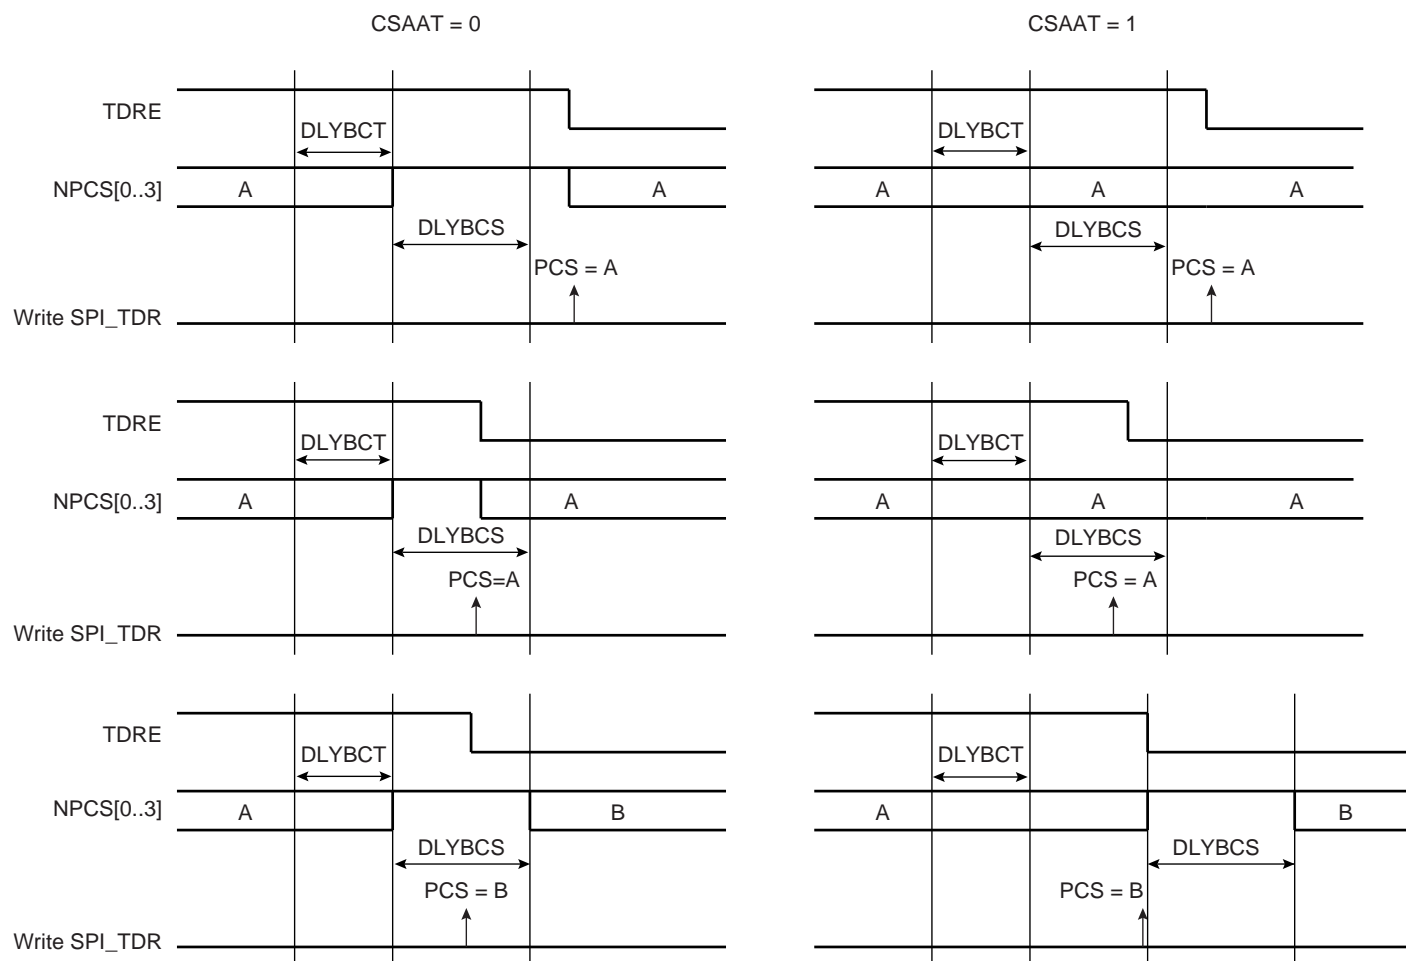 CSAAT = 0 CSAAT = 1
TDRE
DLYBCT DLYBCT
NPCS[0..3] A A A A A
DLYBCS DLYBCS
PCS = A PCS = A
Write SPI_TDR
TDRE
DLYBCT DLYBCT
NPCS[0..3] A A A A A
DLYBCS DLYBCS
PCS=A PCS = A
Write SPI_TDR
TDRE
DLYBCT DLYBCT
NPCS[0..3] A B A B
DLYBCS DLYBCS
PCS = B PCS = B
Write SPI_TDR